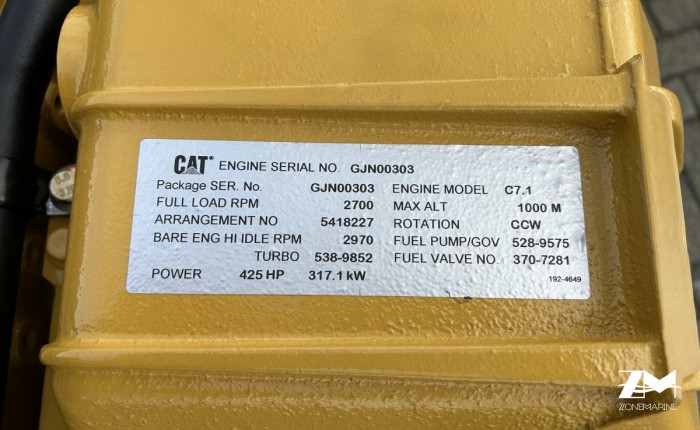 CAT® ENGINE SERIAL NO. GJN00303
Package SER. No. GJN00303 ENGINE MODEL C7.1
FULL LOAD RPM 2700 MAX ALT 1000 M
ARRANGEMENT NO 5418227 ROTATION CCW
BARE ENG HI IDLE RPM 2970 FUEL PUMP/GOV 528-9575
TURBO 538-9852 FUEL VALVE NO. 370-7281
POWER 425 HP 317.1 kW
192-4649
ZM
ZONEMARINE